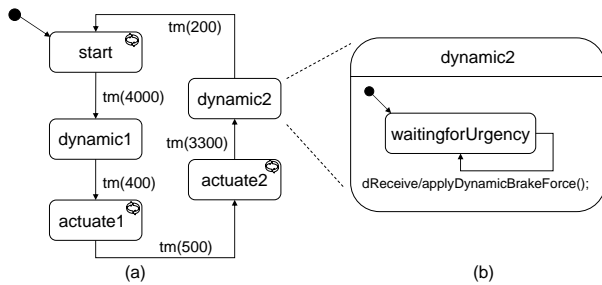 start
tm(200)
tm(4000)
dynamic1
dynamic2
tm(3300)
tm(400)
actuate1
actuate2
tm(500)
(a)
dynamic2
waitingforUrgency
dReceive/applyDynamicBrakeForce();
(b)